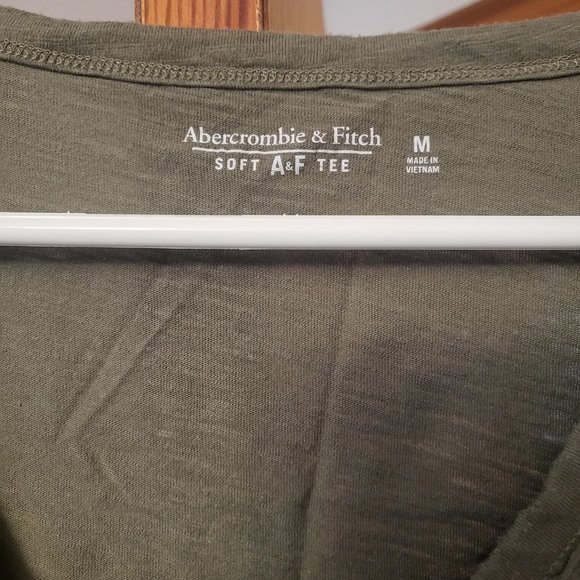 Abercrombie & Fitch
SOFT A&F TEE
M
MADE IN
VIETNAM